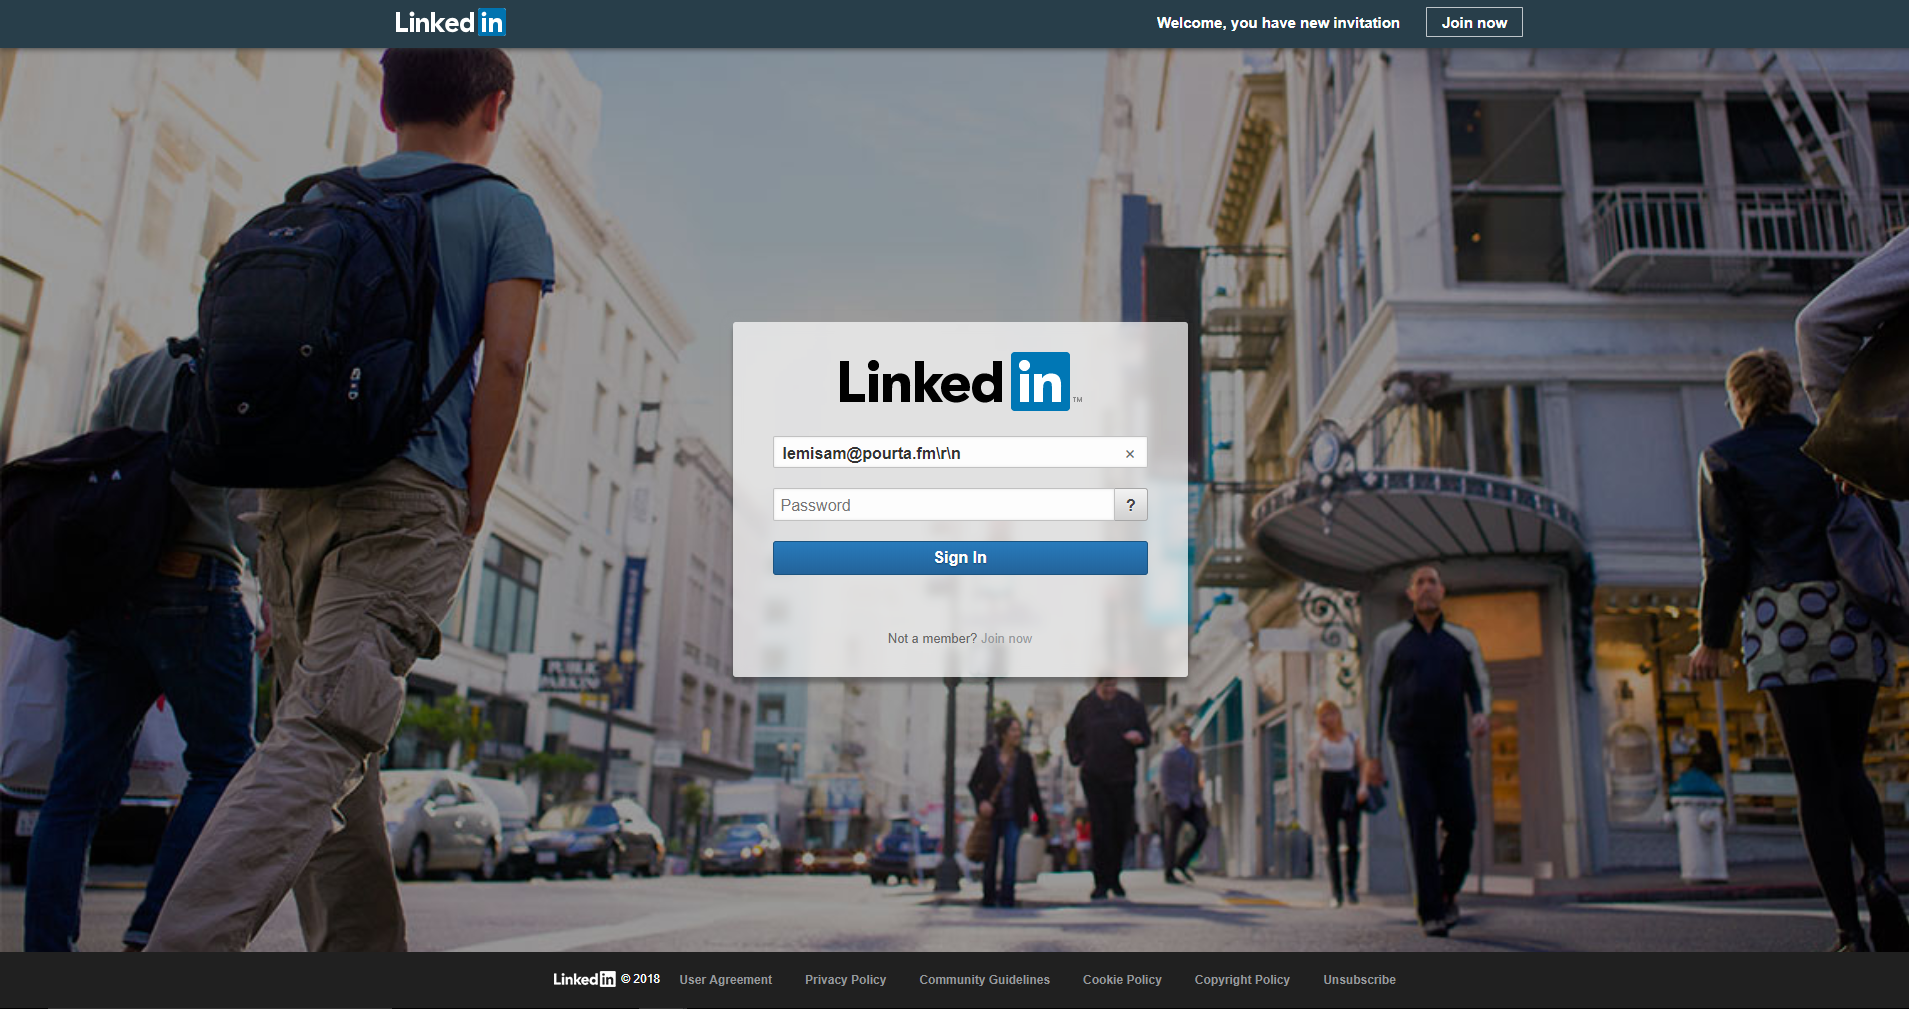 Linked in
Welcome, you have new invitation
Join now
Linked in ™
lemisam@pourta.fm\r\n
×
Password
?
Sign In
Not a member? Join now
PUBLIC
PARKING
Linked in © 2018 User Agreement Privacy Policy Community Guidelines Cookie Policy Copyright Policy Unsubscribe